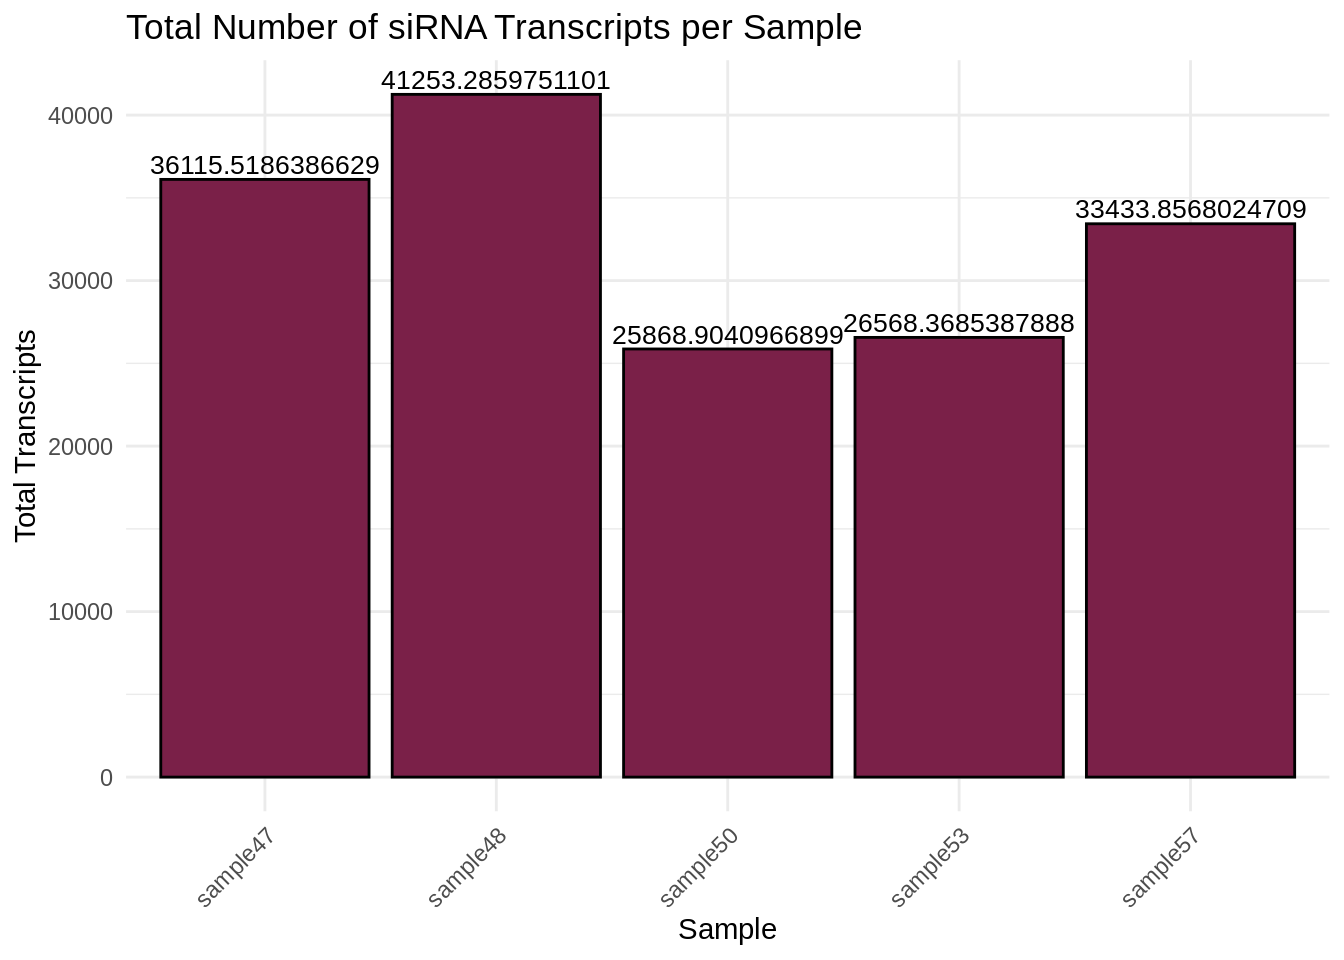 Total Number of siRNA Transcripts per Sample
41253.2859751101
36115.5186386629
33433.8568024709
26568.3685387888
25868.9040966899
40000
30000
20000
10000
0
Total Transcripts
sample47
sample48
sample50
sample53
sample57
Sample